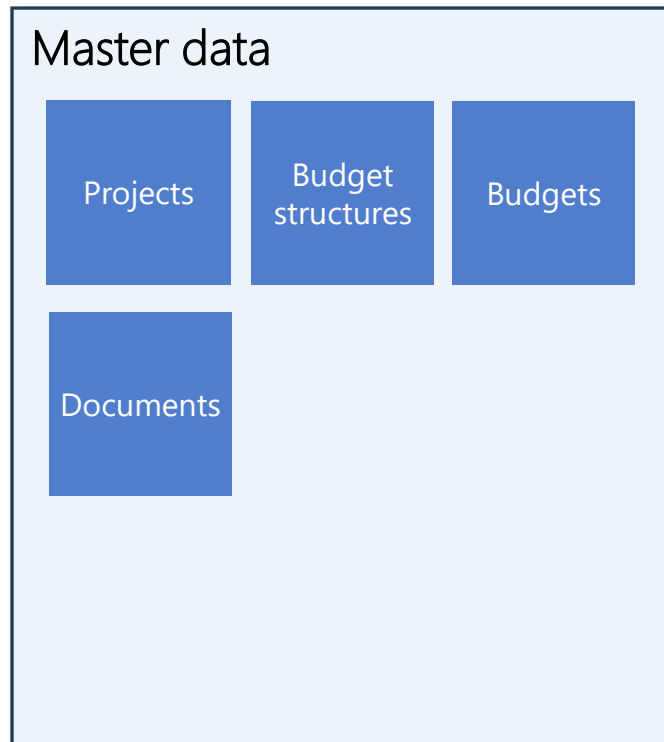 Master data
Projects
Budget
structures
Budgets
Documents